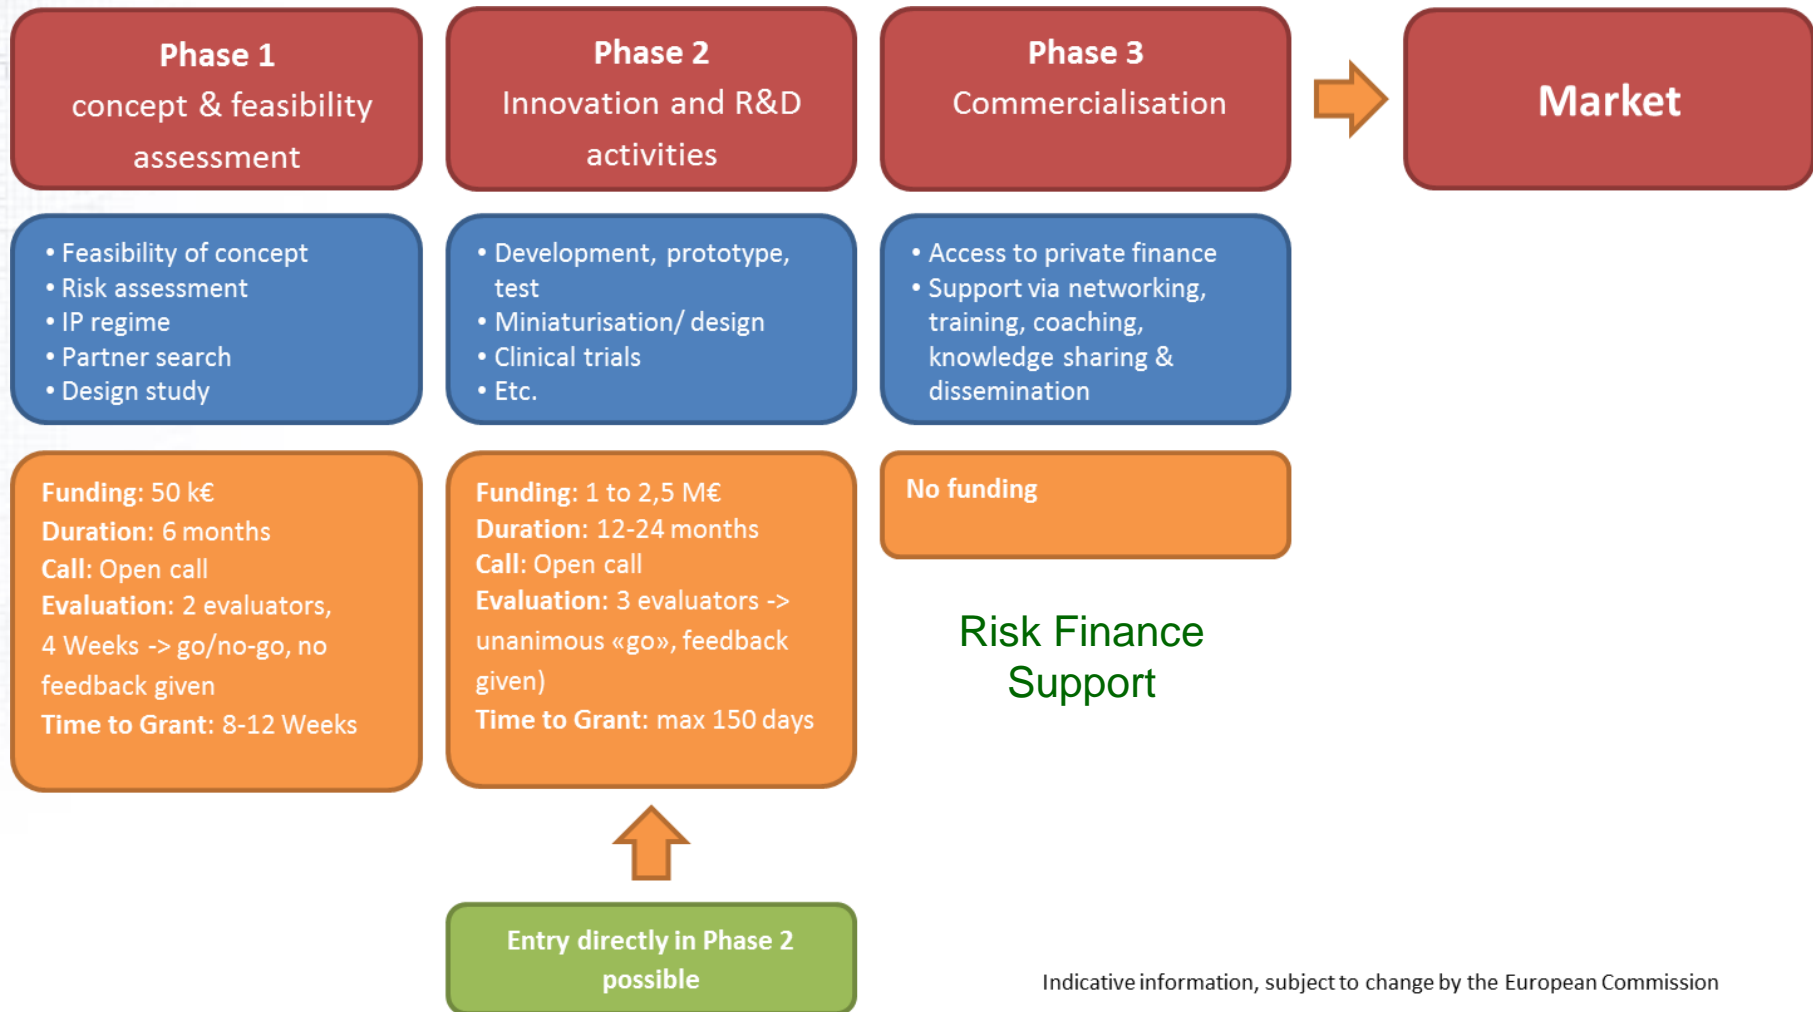 Phase 1
concept & feasibility
assessment
Phase 2
Innovation and R&D
activities
Phase 3
Commercialisation
Market
• Feasibility of concept
• Risk assessment
• IP regime
• Partner search
• Design study
• Development, prototype,
test
• Miniaturisation/ design
• Clinical trials
• Etc.
• Access to private finance
• Support via networking,
training, coaching,
knowledge sharing &
dissemination
Funding: 50 k€
Duration: 6 months
Call: Open call
Evaluation: 2 evaluators,
4 Weeks -> go/no-go, no
feedback given
Time to Grant: 8-12 Weeks
Funding: 1 to 2,5 M€
Duration: 12-24 months
Call: Open call
Evaluation: 3 evaluators ->
unanimous «go», feedback
given)
Time to Grant: max 150 days
No funding
Risk Finance
Support
Entry directly in Phase 2
possible
Indicative information, subject to change by the European Commission